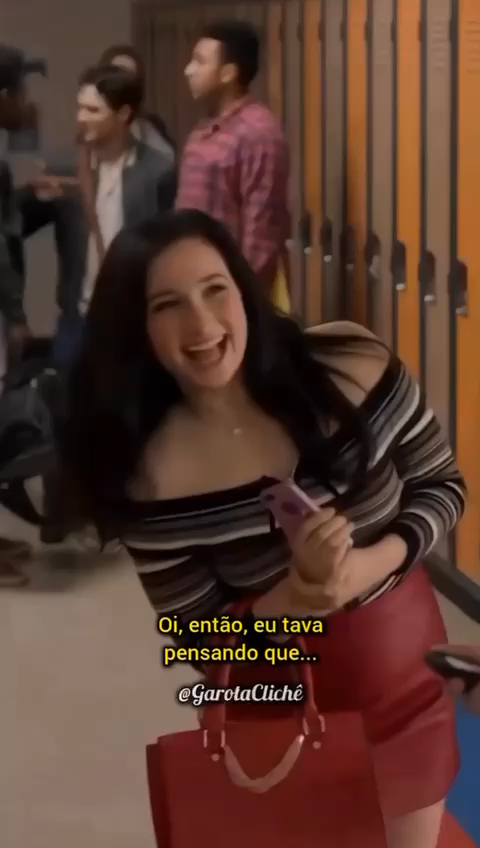 Oi, então, eu tava
pensando que...
@GarotaClichê